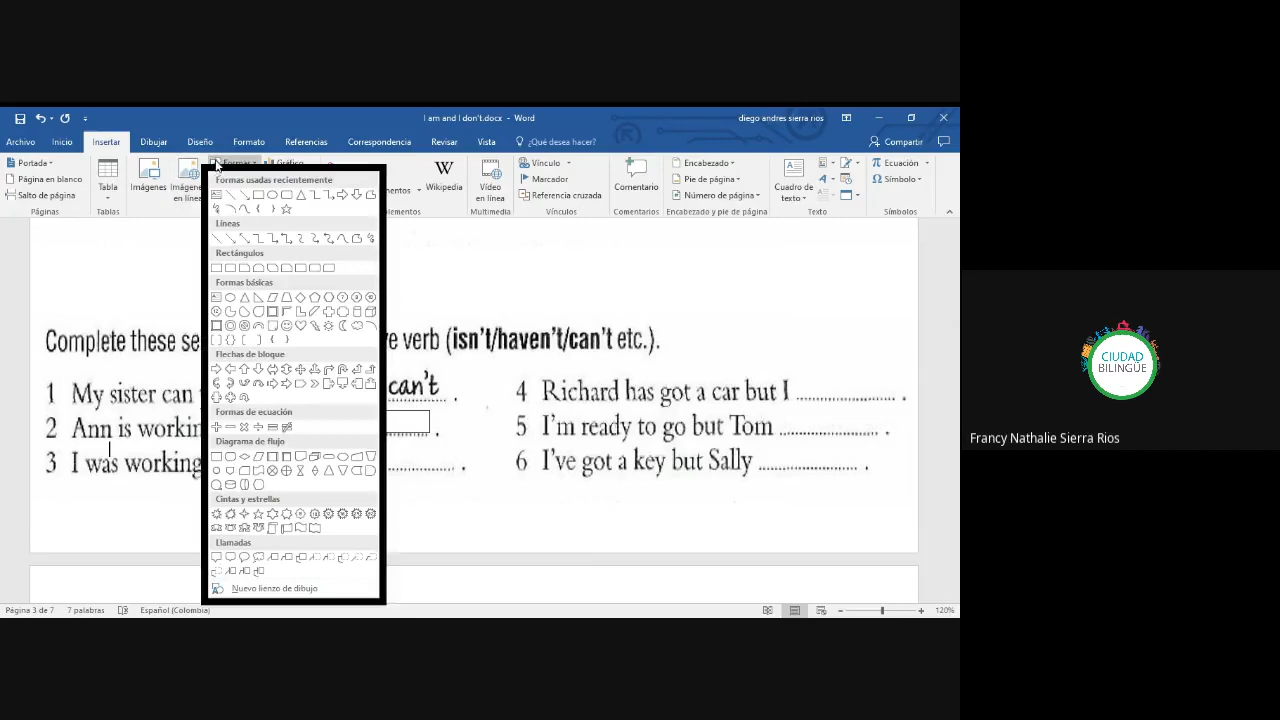 I am and I don't.docx - Word
diego andres sierra rios
Archivo Inicio Insertar Dibujar Diseño Formato Referencias Correspondencia Revisar Vista ¿Qué desea hacer? Compartir
Portada
Página en blanco
Salto de página
Páginas
Tabla
Tablas
Imágenes
Imágenes en línea
Formas
Gráfico
Wikipedia
Vídeo en línea
Multimedia
Vínculo
Marcador
Referencia cruzada
Vínculos
Comentario
Comentarios
Encabezado
Pie de página
Número de página
Encabezado y pie de página
Cuadro de texto
Texto
Ecuación
Símbolo
Símbolos
Formas usadas recientemente
Líneas
Rectángulos
Formas básicas
Flechas de bloque
Formas de ecuación
Diagrama de flujo
Cintas y estrellas
Llamadas
Nuevo lienzo de dibujo
Complete these se
ve verb (isn't/haven't/can't etc.).
1 My sister can
can't .
2 Ann is workin
.
3 I was working
.................. .
4 Richard has got a car but I ........................ .
5 I'm ready to go but Tom ........................ .
6 I've got a key but Sally ........................ .
Página 3 de 7 7 palabras Español (Colombia) 120%
CIUDAD
BILINGÜE
Francy Nathalie Sierra Rios